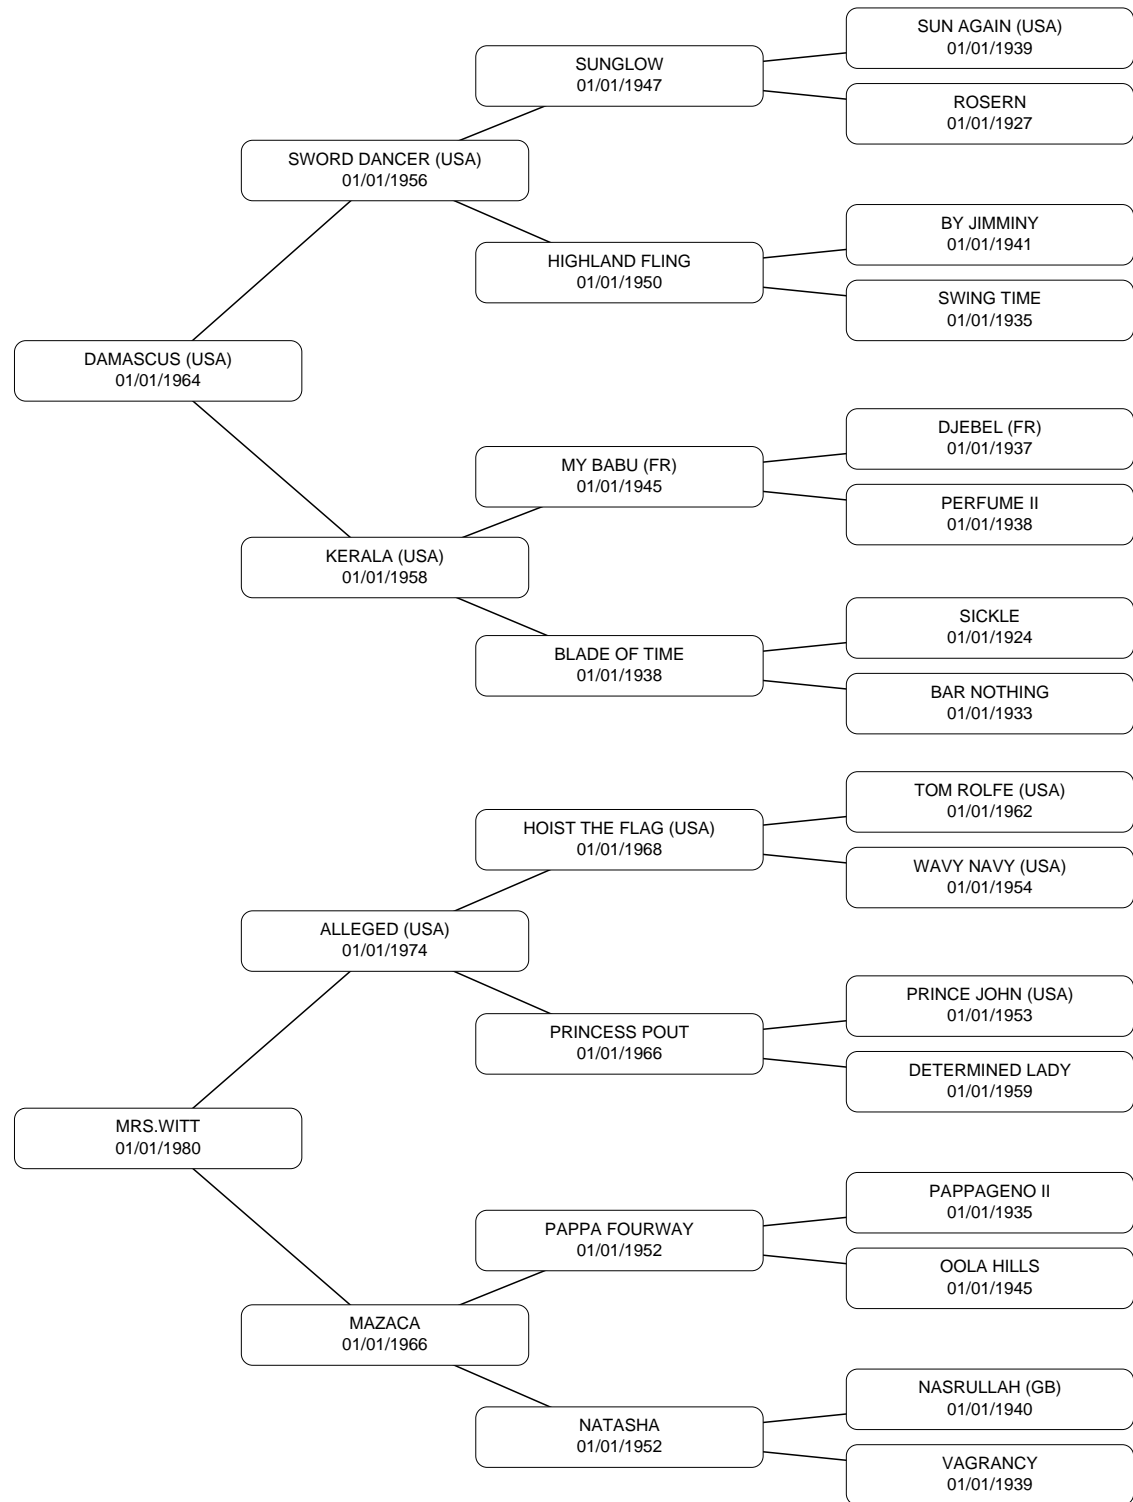 SUN AGAIN (USA)
01/01/1939
SUNGLOW
01/01/1947
ROSERN
01/01/1927
SWORD DANCER (USA)
01/01/1956
BY JIMMINY
01/01/1941
HIGHLAND FLING
01/01/1950
SWING TIME
01/01/1935
DAMASCUS (USA)
01/01/1964
DJEBEL (FR)
01/01/1937
MY BABU (FR)
01/01/1945
PERFUME II
01/01/1938
KERALA (USA)
01/01/1958
SICKLE
01/01/1924
BLADE OF TIME
01/01/1938
BAR NOTHING
01/01/1933
TOM ROLFE (USA)
01/01/1962
HOIST THE FLAG (USA)
01/01/1968
WAVY NAVY (USA)
01/01/1954
ALLEGED (USA)
01/01/1974
PRINCE JOHN (USA)
01/01/1953
PRINCESS POUT
01/01/1966
DETERMINED LADY
01/01/1959
MRS.WITT
01/01/1980
PAPPAGENO II
01/01/1935
PAPPA FOURWAY
01/01/1952
OOLA HILLS
01/01/1945
MAZACA
01/01/1966
NASRULLAH (GB)
01/01/1940
NATASHA
01/01/1952
VAGRANCY
01/01/1939